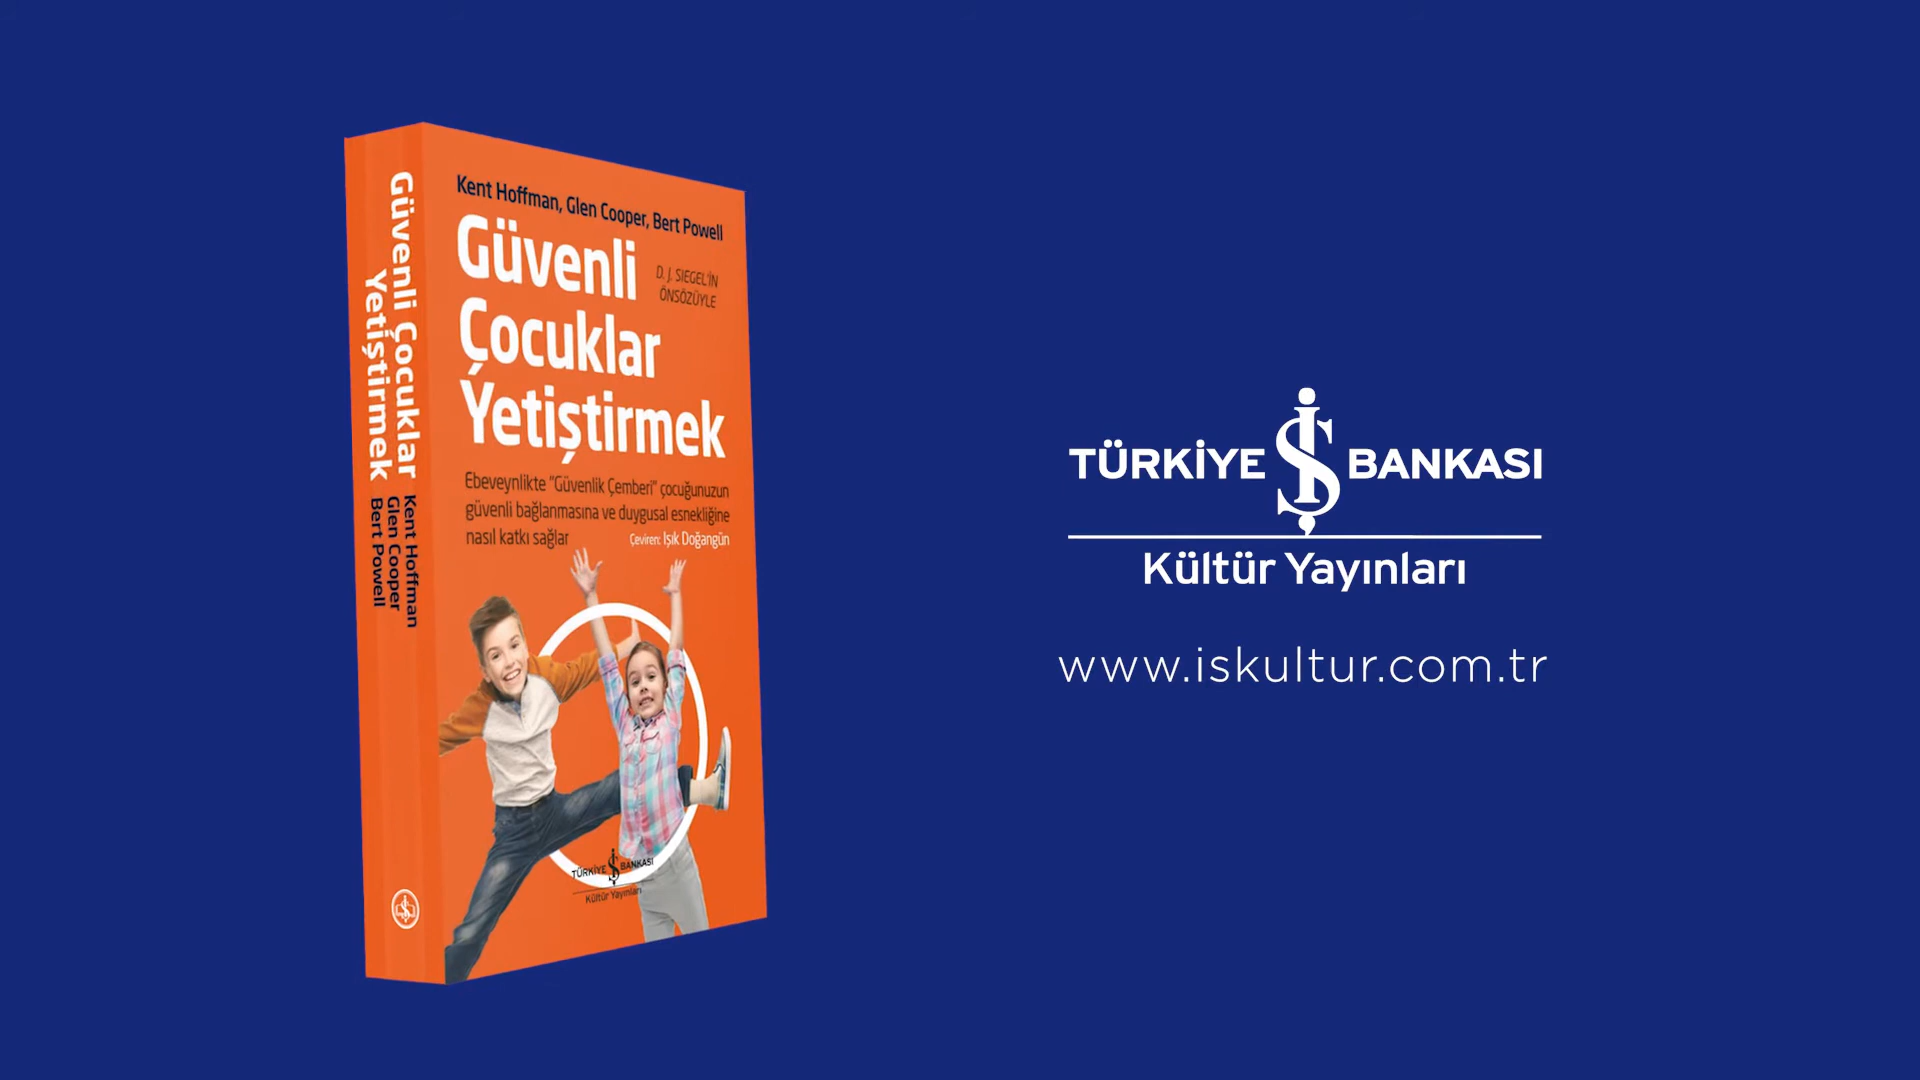 Güvenli Çocuklar
Yetiştirmek
Kent Hoffman
Glen Cooper
Bert Powell
Kent Hoffman, Glen Cooper, Bert Powell
Güvenli
Çocuklar
Yetiştirmek
D. J. SIEGEL'İN
ÖNSÖZÜYLE
Ebeveynlikte "Güvenlik Çemberi" çocuğunuzun
güvenli bağlanmasına ve duygusal esnekliğine
nasıl katkı sağlar
Çeviren: Işık Doğangün
TÜRKİYE İŞ BANKASI
Kültür Yayınları
TÜRKİYE İŞ BANKASI
Kültür Yayınları
www.iskultur.com.tr